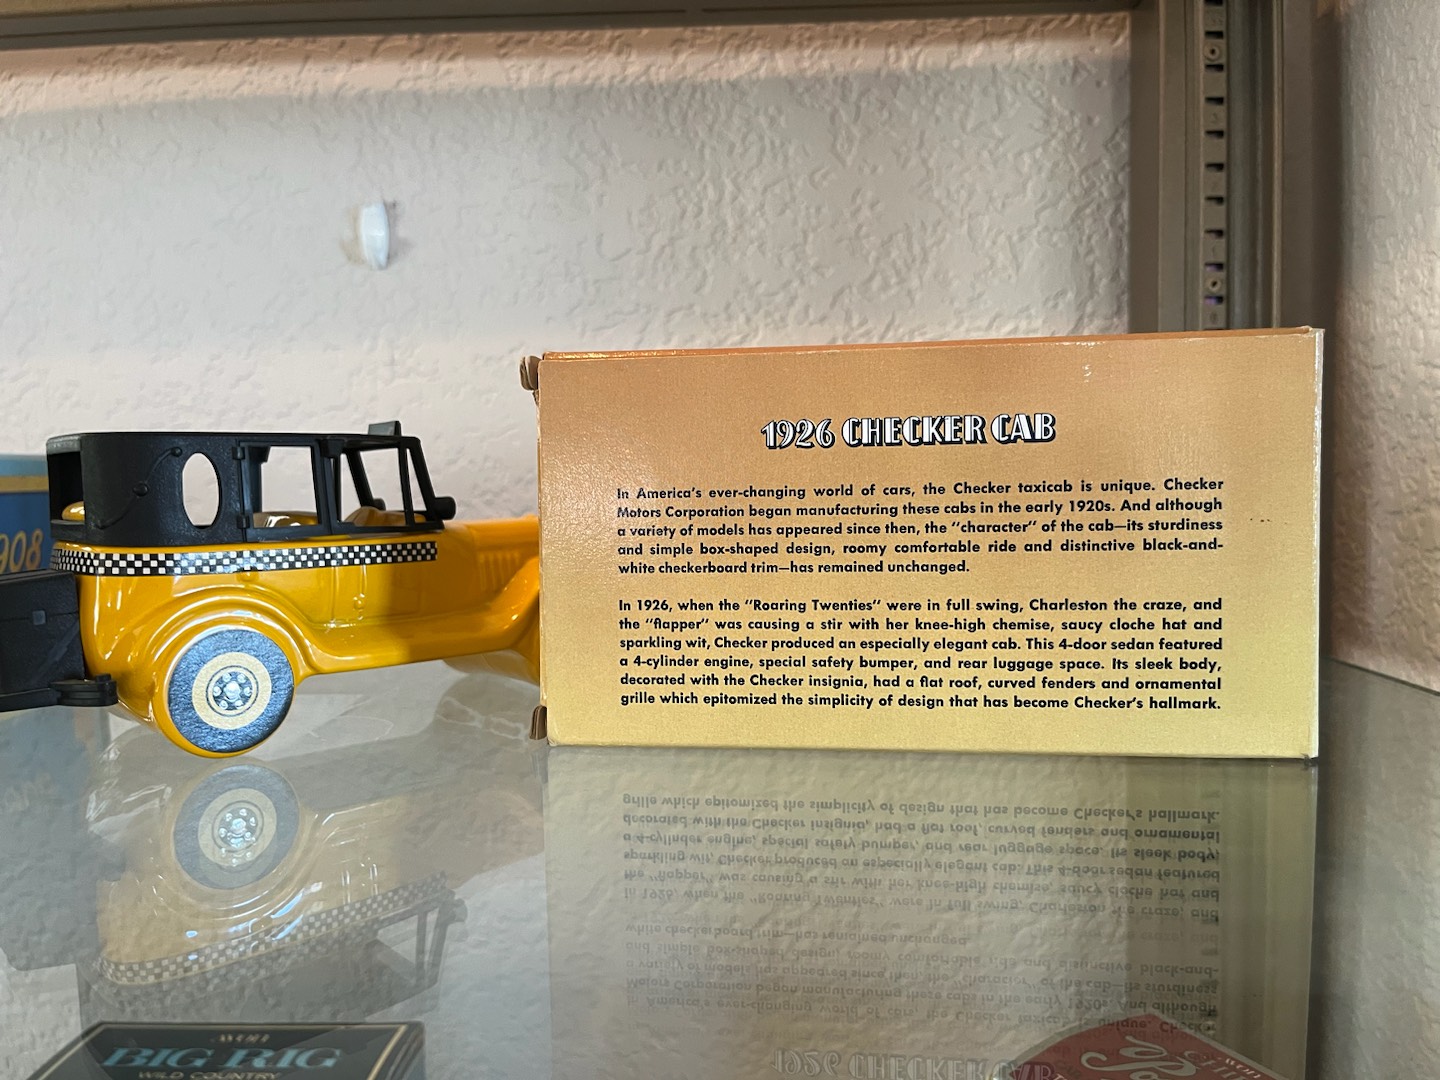 1926 CHECKER CAB
In America's ever-changing world of cars, the Checker taxicab is unique. Checker
Motors Corporation began manufacturing these cabs in the early 1920s. And although
a variety of models has appeared since then, the "character" of the cab—its sturdiness
and simple box-shaped design, roomy comfortable ride and distinctive black-and-
white checkerboard trim—has remained unchanged.
In 1926, when the "Roaring Twenties" were in full swing, Charleston the craze, and
the "flapper" was causing a stir with her knee-high chemise, saucy cloche hat and
sparkling wit, Checker produced an especially elegant cab. This 4-door sedan featured
a 4-cylinder engine, special safety bumper, and rear luggage space. Its sleek body,
decorated with the Checker insignia, had a flat roof, curved fenders and ornamental
grille which epitomized the simplicity of design that has become Checker's hallmark.
908
AVON
BIG RIG
WILD COUNTRY